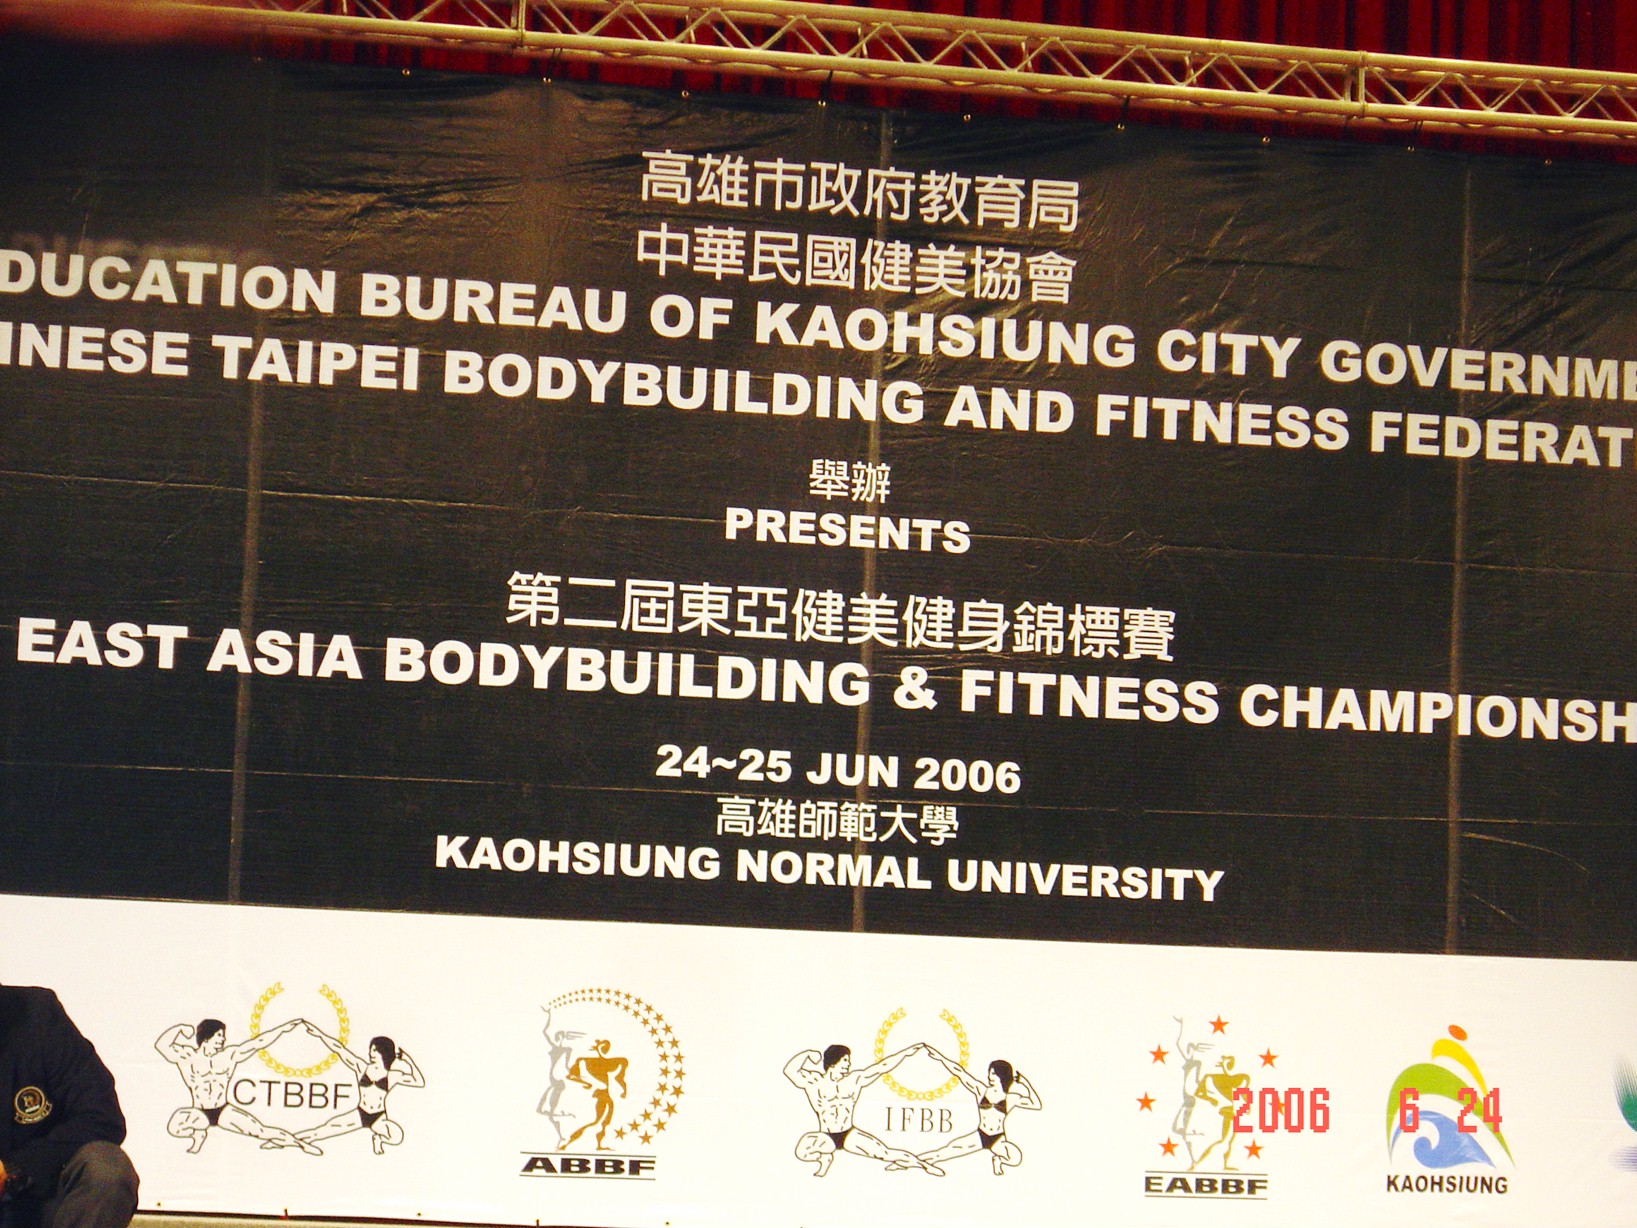 高雄市政府教育局
中華民國健美協會
DUCATION BUREAU OF KAOHSIUNG CITY GOVERNME
INESE TAIPEI BODYBUILDING AND FITNESS FEDERAT
舉辦
PRESENTS
第二屆東亞健美健身錦標賽
EAST ASIA BODYBUILDING & FITNESS CHAMPIONSH
24~25 JUN 2006
高雄師範大學
KAOHSIUNG NORMAL UNIVERSITY
CTBBF
ABBF
IFBB
EABBF
KAOHSIUNG
2006 6 24